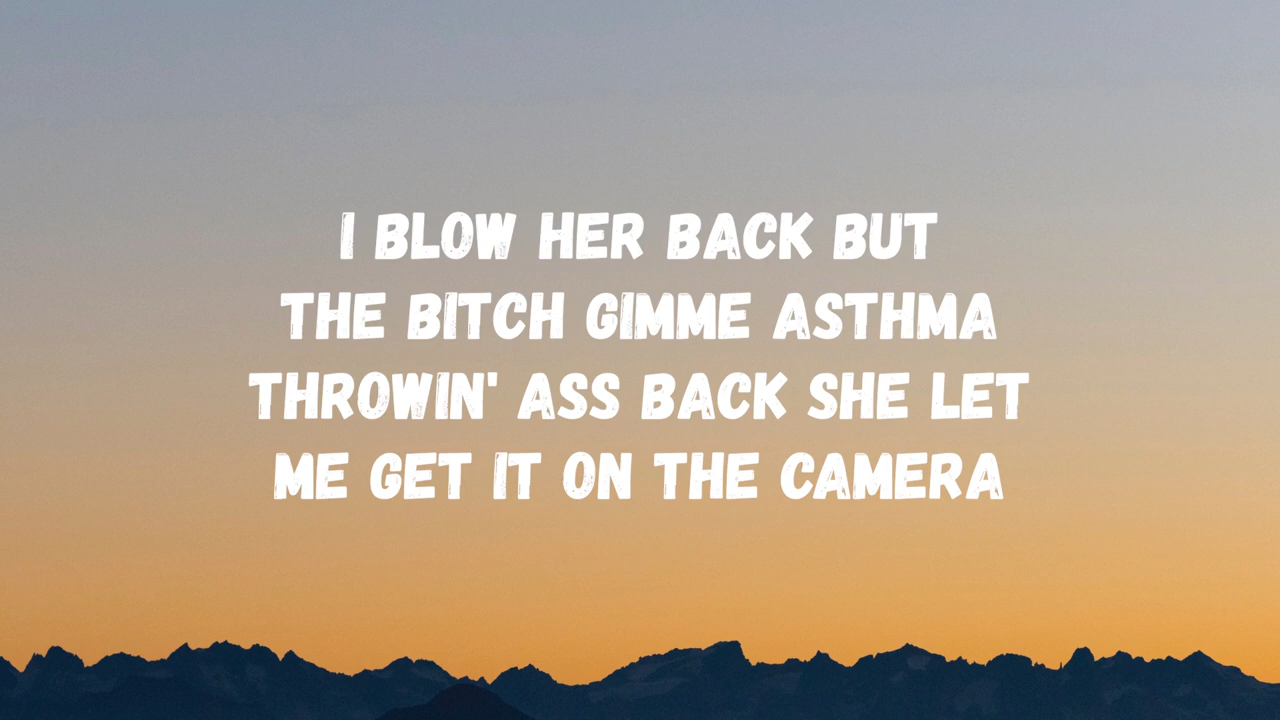 I BLOW HER BACK BUT
THE BITCH GIMME ASTHMA
THROWIN' ASS BACK SHE LET
ME GET IT ON THE CAMERA